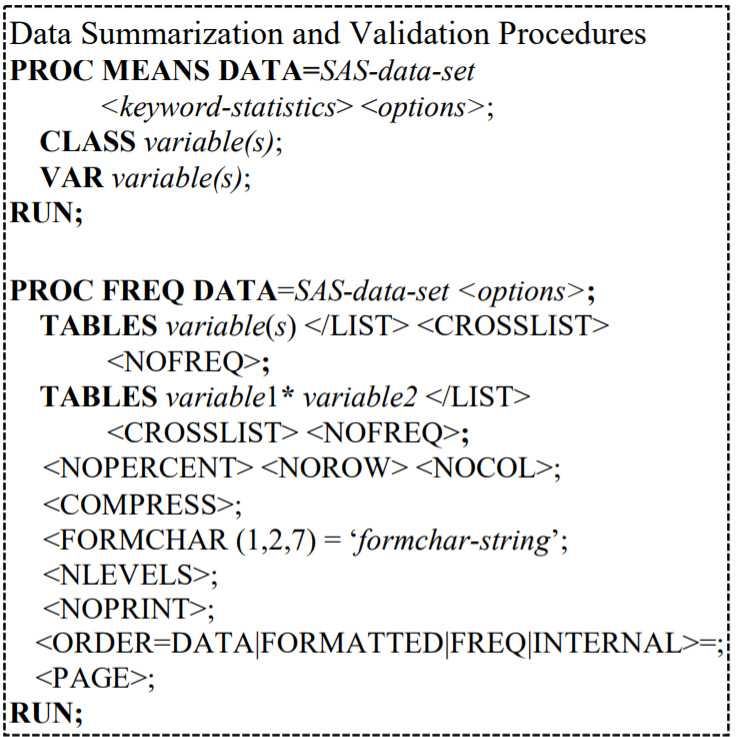 Data Summarization and Validation Procedures
PROC MEANS DATA=SAS-data-set
<keyword-statistics> <options>;
CLASS variable(s);
VAR variable(s);
RUN;
PROC FREQ DATA=SAS-data-set <options>;
TABLES variable(s) </LIST> <CROSSLIST>
<NOFREQ>;
TABLES variable1* variable2 </LIST>
<CROSSLIST> <NOFREQ>;
<NOPERCENT> <NOROW> <NOCOL>;
<COMPRESS>;
<FORMCHAR (1,2,7) = ‘formchar-string’;
<NLEVELS>;
<NOPRINT>;
<ORDER=DATA|FORMATTED|FREQ|INTERNAL>=;
<PAGE>;
RUN;